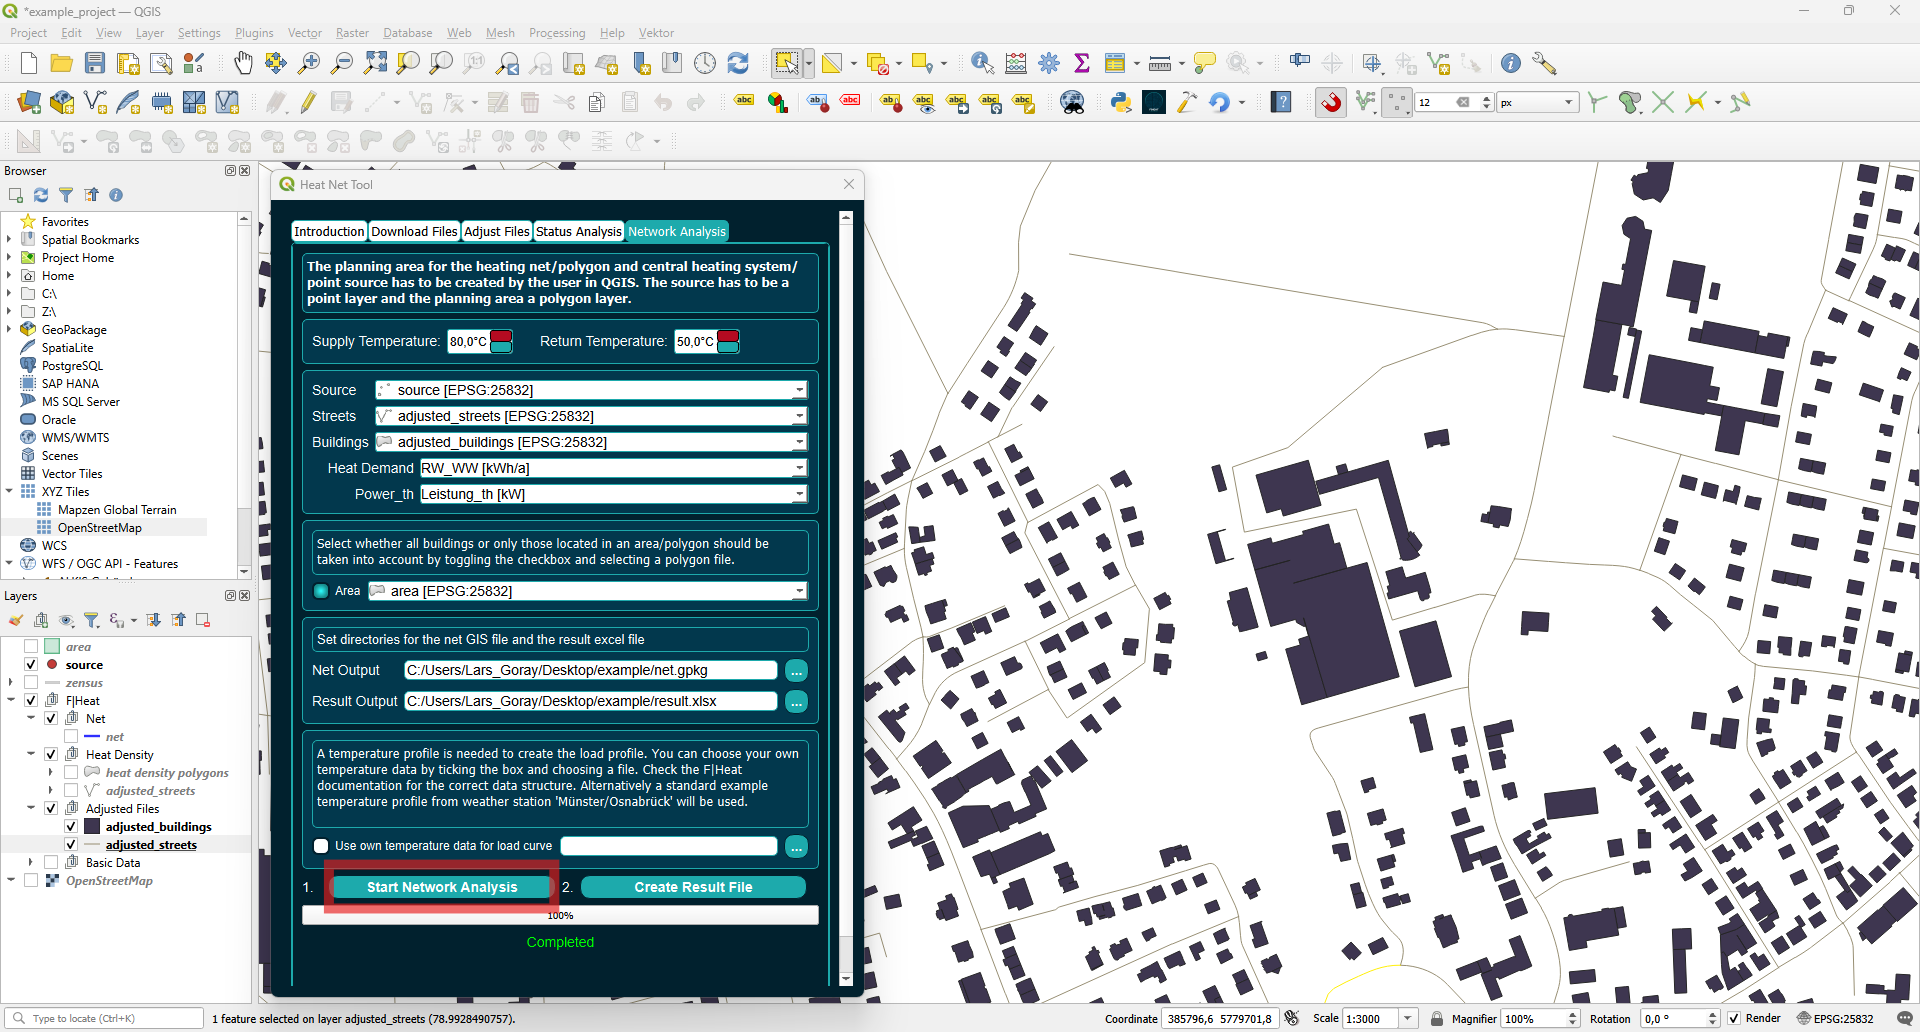 *example_project — QGIS
Project Edit View Layer Settings Plugins Vector Raster Database Web Mesh Processing Help Vektor
12 px
Browser
Favorites
Spatial Bookmarks
Project Home
Home
C:\
Z:\
GeoPackage
SpatiaLite
PostgreSQL
SAP HANA
MS SQL Server
Oracle
WMS/WMTS
Scenes
Vector Tiles
XYZ Tiles
Mapzen Global Terrain
OpenStreetMap
WCS
WFS / OGC API - Features
Layers
area
source
zensus
F|Heat
Net
net
Heat Density
heat density polygons
adjusted_streets
Adjusted Files
adjusted_buildings
adjusted_streets
Basic Data
OpenStreetMap
Heat Net Tool
Introduction Download Files Adjust Files Status Analysis Network Analysis
The planning area for the heating net/polygon and central heating system/
point source has to be created by the user in QGIS. The source has to be a
point layer and the planning area a polygon layer.
Supply Temperature: 80,0°C Return Temperature: 50,0°C
Source source [EPSG:25832]
Streets adjusted_streets [EPSG:25832]
Buildings adjusted_buildings [EPSG:25832]
Heat Demand RW_WW [kWh/a]
Power_th Leistung_th [kW]
Select whether all buildings or only those located in an area/polygon should be
taken into account by toggling the checkbox and selecting a polygon file.
Area area [EPSG:25832]
Set directories for the net GIS file and the result excel file
Net Output C:/Users/Lars_Goray/Desktop/example/net.gpkg ...
Result Output C:/Users/Lars_Goray/Desktop/example/result.xlsx ...
A temperature profile is needed to create the load profile. You can choose your own
temperature data by ticking the box and choosing a file. Check the F|Heat
documentation for the correct data structure. Alternatively a standard example
temperature profile from weather station 'Münster/Osnabrück' will be used.
Use own temperature data for load curve ...
1. Start Network Analysis 2. Create Result File
100%
Completed
Type to locate (Ctrl+K) 1 feature selected on layer adjusted_streets (78.9928490757). Coordinate 385796,6 5779701,8 Scale 1:3000 Magnifier 100% Rotation 0,0 ° Render EPSG:25832